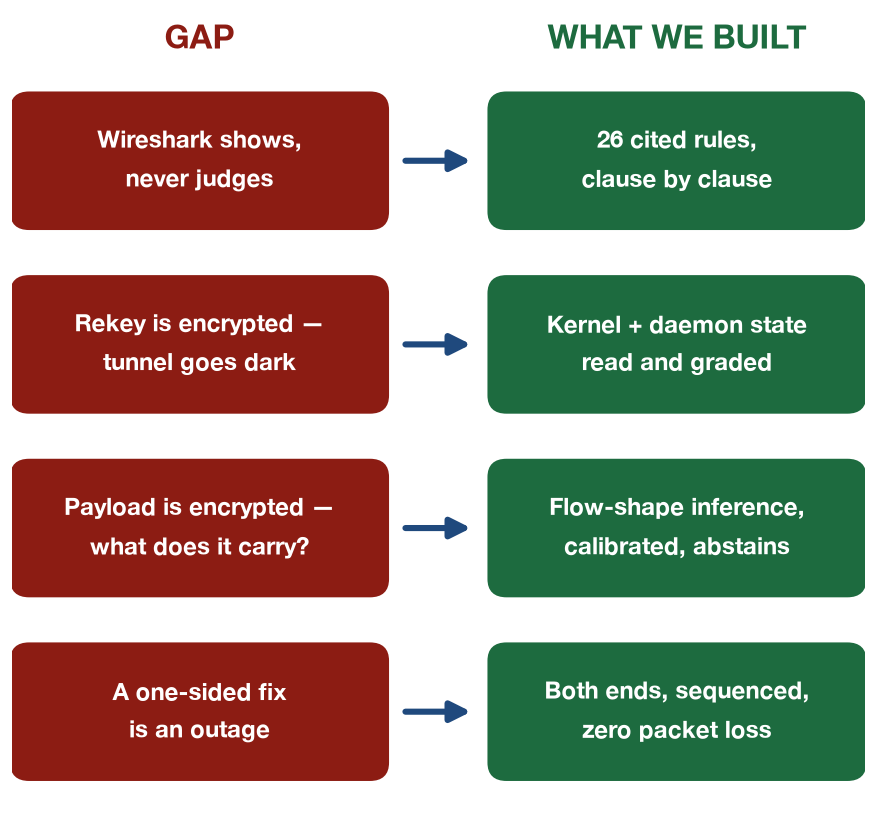 GAP
WHAT WE BUILT
Wireshark shows,
never judges
26 cited rules,
clause by clause
Rekey is encrypted —
tunnel goes dark
Kernel + daemon state
read and graded
Payload is encrypted —
what does it carry?
Flow-shape inference,
calibrated, abstains
A one-sided fix
is an outage
Both ends, sequenced,
zero packet loss